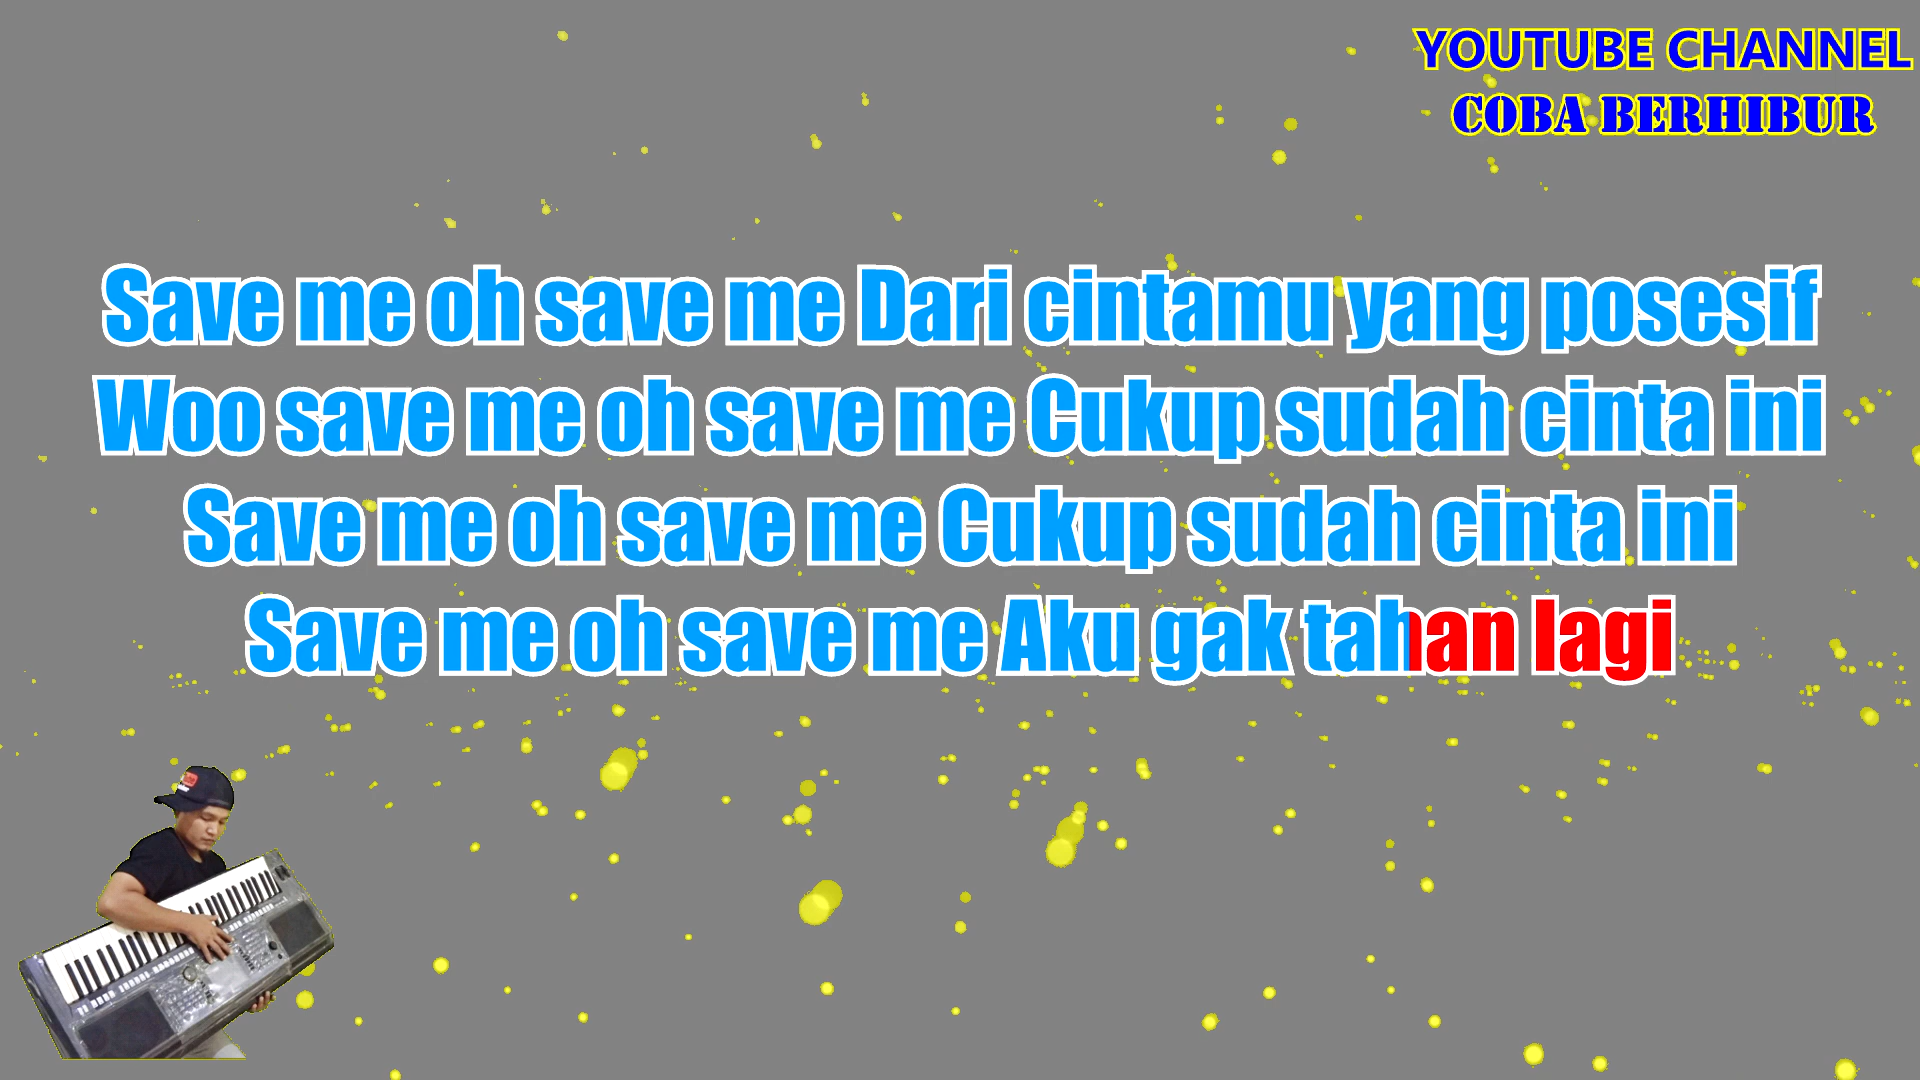 YOUTUBE CHANNEL
COBA BERHIBUR
Save me oh save me Dari cintamu yang posesif
Woo save me oh save me Cukup sudah cinta ini
Save me oh save me Cukup sudah cinta ini
Save me oh save me Aku gak tahan lagi